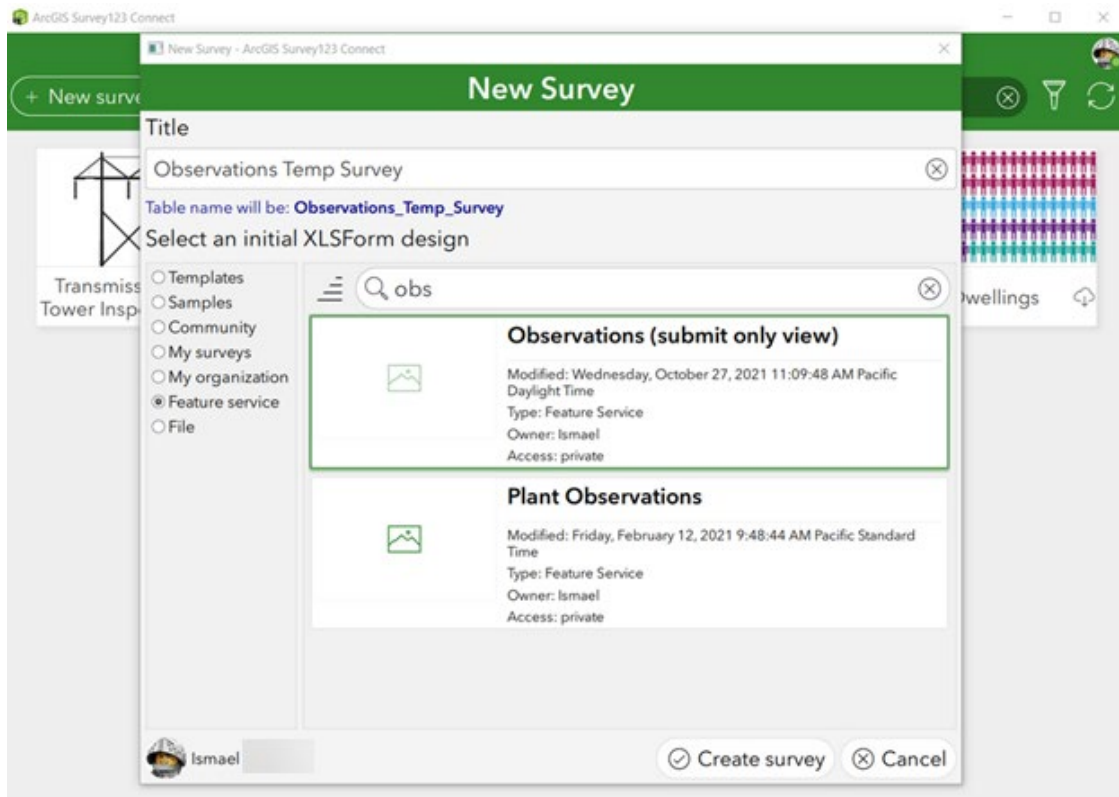 ArcGIS Survey123 Connect
New Survey - ArcGIS Survey123 Connect
New Survey
+ New surve
Title
Observations Temp Survey
Table name will be: Observations_Temp_Survey
Select an initial XLSForm design
Templates
Samples
Community
My surveys
My organization
Feature service
File
obs
Observations (submit only view)
Modified: Wednesday, October 27, 2021 11:09:48 AM Pacific
Daylight Time
Type: Feature Service
Owner: Ismael
Access: private
Plant Observations
Modified: Friday, February 12, 2021 9:48:44 AM Pacific Standard
Time
Type: Feature Service
Owner: Ismael
Access: private
Transmiss
Tower Insp
wellings
Ismael
Create survey
Cancel